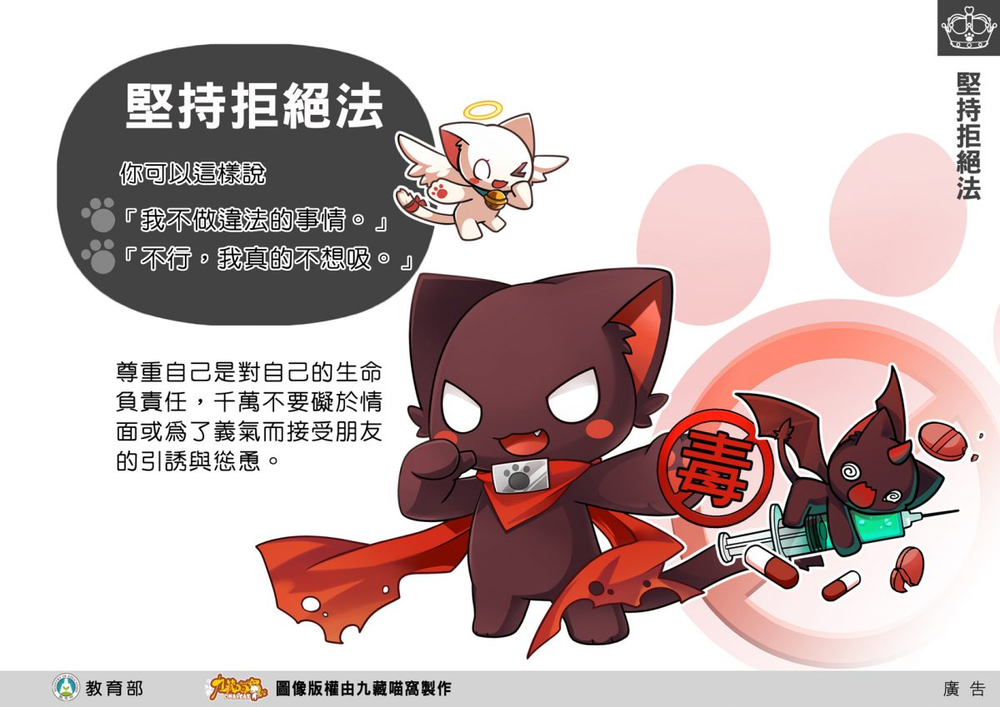 堅持拒絕法
你可以這樣說
「我不做違法的事情。」
「不行，我真的不想吸。」
尊重自己是對自己的生命
負責任，千萬不要礙於情
面或為了義氣而接受朋友
的引誘與慫恿。
堅持拒絕法
毒
教育部
九藏喵窩
圖像版權由九藏喵窩製作
廣告